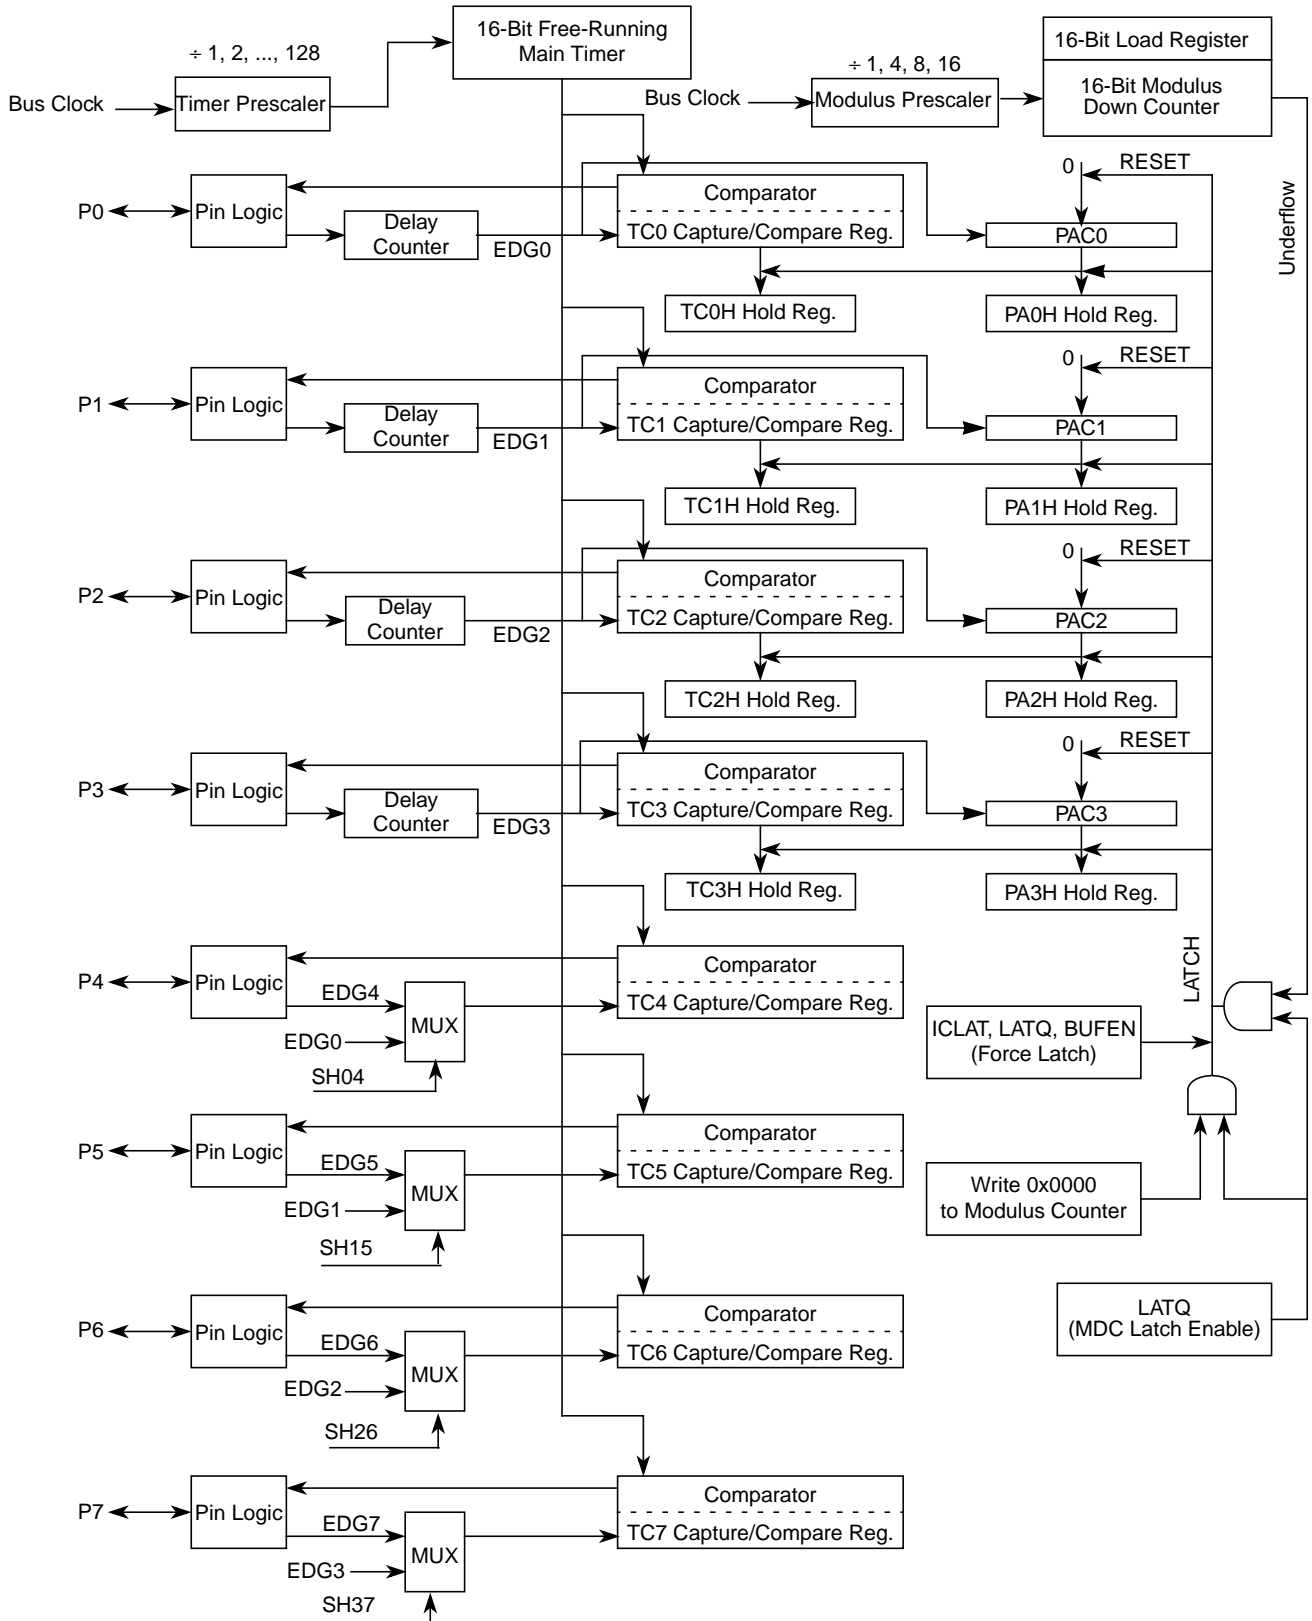 16-Bit Free-Running
Main Timer
÷ 1, 2, ..., 128
Bus Clock
Timer Prescaler
÷ 1, 4, 8, 16
Bus Clock
Modulus Prescaler
16-Bit Load Register
16-Bit Modulus
Down Counter
Underflow
P0
Pin Logic
Delay
Counter
EDG0
Comparator
TC0 Capture/Compare Reg.
TC0H Hold Reg.
0
RESET
PAC0
PA0H Hold Reg.
P1
Pin Logic
Delay
Counter
EDG1
Comparator
TC1 Capture/Compare Reg.
TC1H Hold Reg.
0
RESET
PAC1
PA1H Hold Reg.
P2
Pin Logic
Delay
Counter
EDG2
Comparator
TC2 Capture/Compare Reg.
TC2H Hold Reg.
0
RESET
PAC2
PA2H Hold Reg.
P3
Pin Logic
Delay
Counter
EDG3
Comparator
TC3 Capture/Compare Reg.
TC3H Hold Reg.
0
RESET
PAC3
PA3H Hold Reg.
LATCH
P4
Pin Logic
EDG4
EDG0
MUX
SH04
Comparator
TC4 Capture/Compare Reg.
ICLAT, LATQ, BUFEN
(Force Latch)
P5
Pin Logic
EDG5
EDG1
MUX
SH15
Comparator
TC5 Capture/Compare Reg.
Write 0x0000
to Modulus Counter
P6
Pin Logic
EDG6
EDG2
MUX
SH26
Comparator
TC6 Capture/Compare Reg.
LATQ
(MDC Latch Enable)
P7
Pin Logic
EDG7
EDG3
MUX
SH37
Comparator
TC7 Capture/Compare Reg.